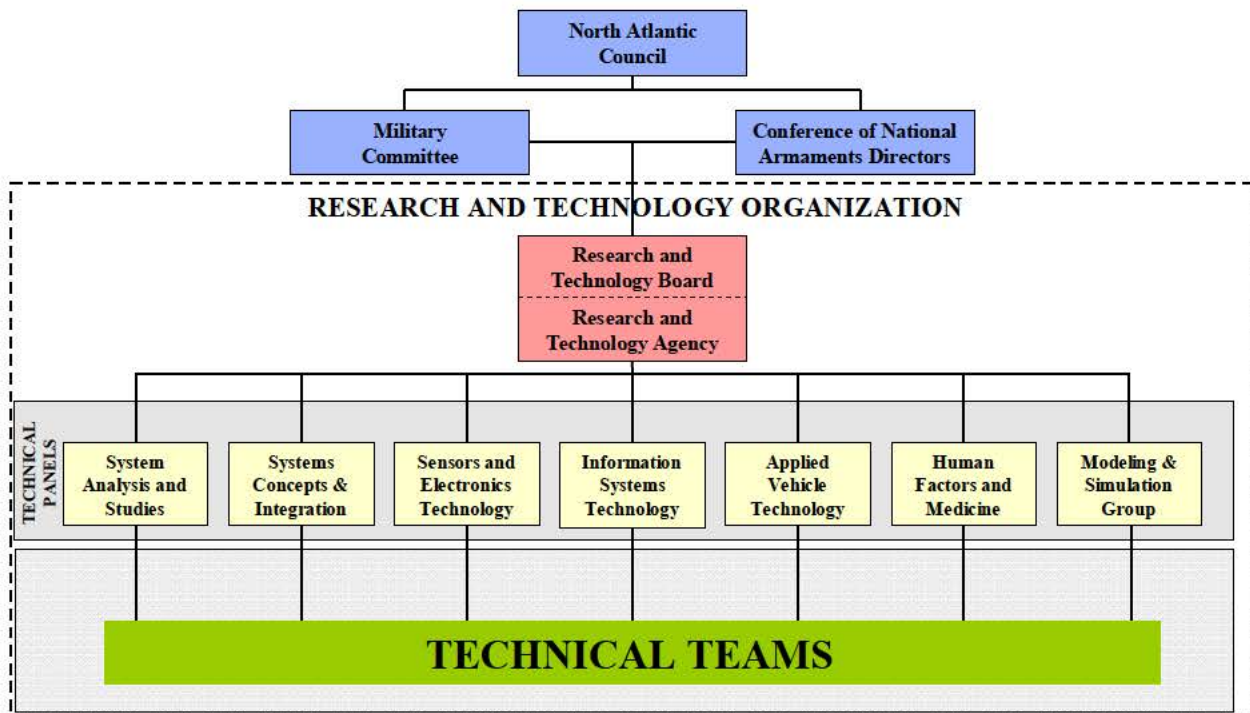 North Atlantic
Council
Military
Committee
Conference of National
Armaments Directors
RESEARCH AND TECHNOLOGY ORGANIZATION
Research and
Technology Board
Research and
Technology Agency
TECHNICAL
PANELS
System
Analysis and
Studies
Systems
Concepts &
Integration
Sensors and
Electronics
Technology
Information
Systems
Technology
Applied
Vehicle
Technology
Human
Factors and
Medicine
Modeling &
Simulation
Group
TECHNICAL TEAMS